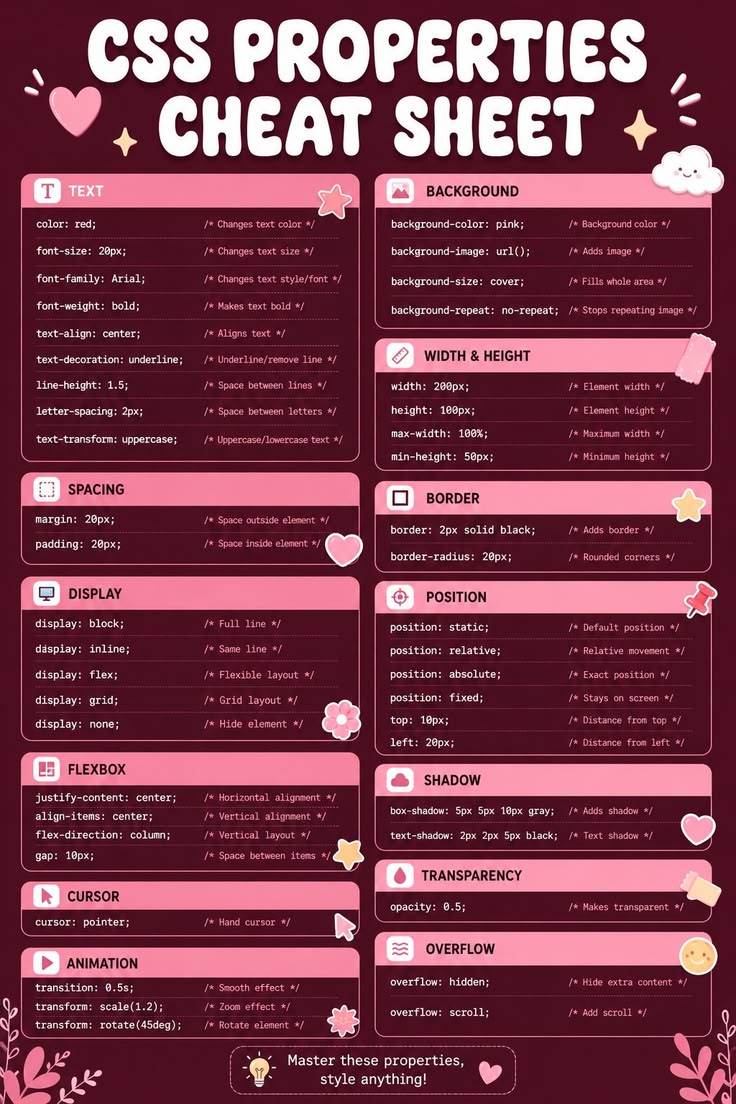 CSS PROPERTIES
CHEAT SHEET
T TEXT
color: red; /* Changes text color */
font-size: 20px; /* Changes text size */
font-family: Arial; /* Changes text style/font */
font-weight: bold; /* Makes text bold */
text-align: center; /* Aligns text */
text-decoration: underline; /* Underline/remove line */
line-height: 1.5; /* Space between lines */
letter-spacing: 2px; /* Space between letters */
text-transform: uppercase; /* Uppercase/lowercase text */
SPACING
margin: 20px; /* Space outside element */
padding: 20px; /* Space inside element */
DISPLAY
display: block; /* Full line */
display: inline; /* Same line */
display: flex; /* Flexible layout */
display: grid; /* Grid layout */
display: none; /* Hide element */
FLEXBOX
justify-content: center; /* Horizontal alignment */
align-items: center; /* Vertical alignment */
flex-direction: column; /* Vertical layout */
gap: 10px; /* Space between items */
CURSOR
cursor: pointer; /* Hand cursor */
ANIMATION
transition: 0.5s; /* Smooth effect */
transform: scale(1.2); /* Zoom effect */
transform: rotate(45deg); /* Rotate element */
BACKGROUND
background-color: pink; /* Background color */
background-image: url(); /* Adds image */
background-size: cover; /* Fills whole area */
background-repeat: no-repeat; /* Stops repeating image */
WIDTH & HEIGHT
width: 200px; /* Element width */
height: 100px; /* Element height */
max-width: 100%; /* Maximum width */
min-height: 50px; /* Minimum height */
BORDER
border: 2px solid black; /* Adds border */
border-radius: 20px; /* Rounded corners */
POSITION
position: static; /* Default position */
position: relative; /* Relative movement */
position: absolute; /* Exact position */
position: fixed; /* Stays on screen */
top: 10px; /* Distance from top */
left: 20px; /* Distance from left */
SHADOW
box-shadow: 5px 5px 10px gray; /* Adds shadow */
text-shadow: 2px 2px 5px black; /* Text shadow */
TRANSPARENCY
opacity: 0.5; /* Makes transparent */
OVERFLOW
overflow: hidden; /* Hide extra content */
overflow: scroll; /* Add scroll */
Master these properties,
style anything!